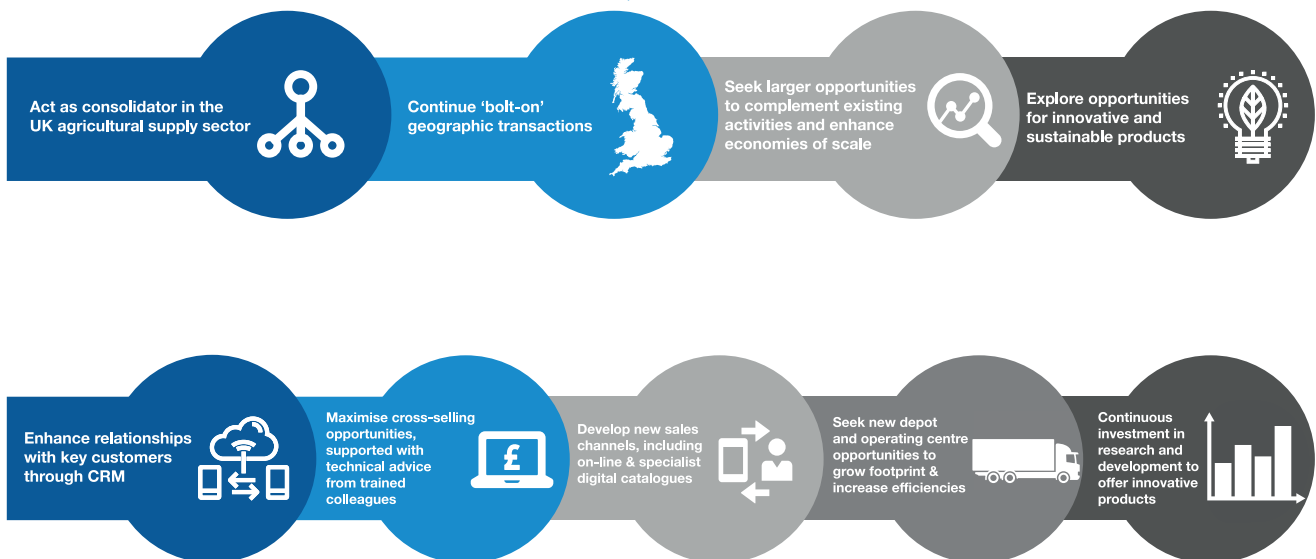 Act as consolidator in the
UK agricultural supply sector
Continue ‘bolt-on’
geographic transactions
Seek larger opportunities
to complement existing
activities and enhance
economies of scale
Explore opportunities
for innovative and
sustainable products
Enhance relationships
with key customers
through CRM
Maximise cross-selling
opportunities,
supported with
technical advice
from trained
colleagues
£
Develop new sales
channels, including
on-line & specialist
digital catalogues
Seek new depot
and operating centre
opportunities to
grow footprint &
increase efficiencies
Continuous
investment in
research and
development to
offer innovative
products